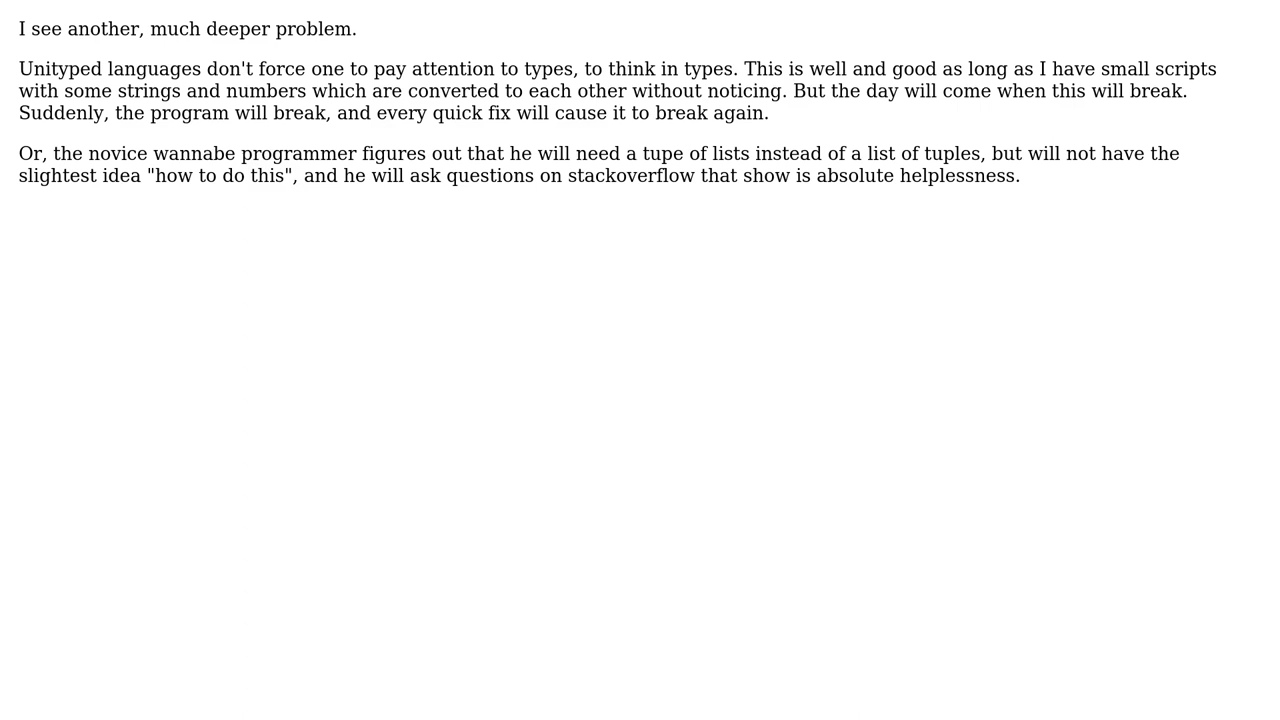 I see another, much deeper problem.
Unityped languages don't force one to pay attention to types, to think in types. This is well and good as long as I have small scripts
with some strings and numbers which are converted to each other without noticing. But the day will come when this will break.
Suddenly, the program will break, and every quick fix will cause it to break again.
Or, the novice wannabe programmer figures out that he will need a tupe of lists instead of a list of tuples, but will not have the
slightest idea "how to do this", and he will ask questions on stackoverflow that show is absolute helplessness.